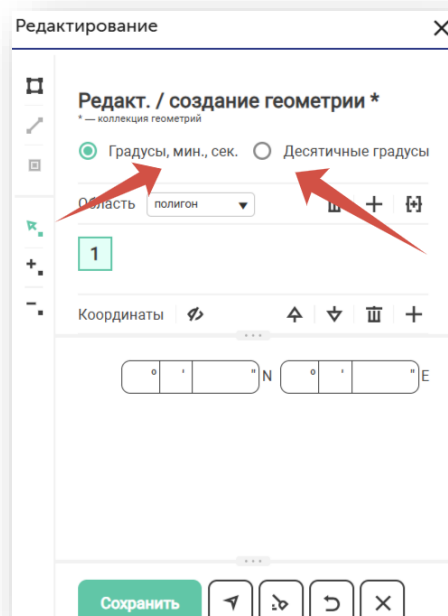 Редактирование
Редакт. / создание геометрии *
* — коллекция геометрий
Градусы, мин., сек. Десятичные градусы
Область полигон
1
Координаты
° ' " N ° ' " E
Сохранить